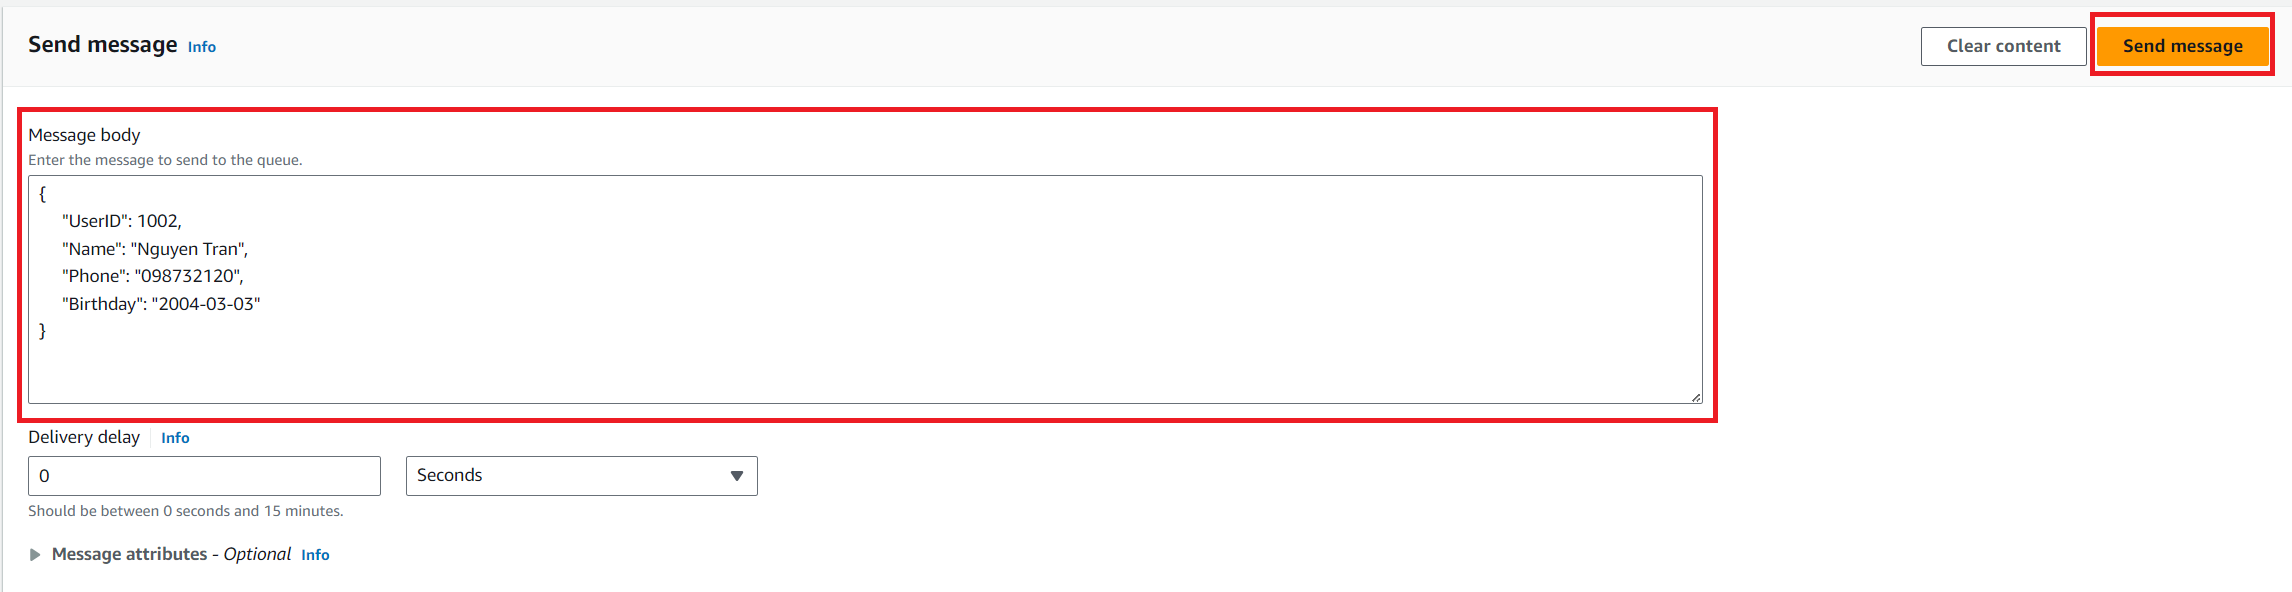 Send message Info
Clear content
Send message
Message body
Enter the message to send to the queue.
{
"UserID": 1002,
"Name": "Nguyen Tran",
"Phone": "098732120",
"Birthday": "2004-03-03"
}
Delivery delay Info
0
Seconds
Should be between 0 seconds and 15 minutes.
Message attributes - Optional Info